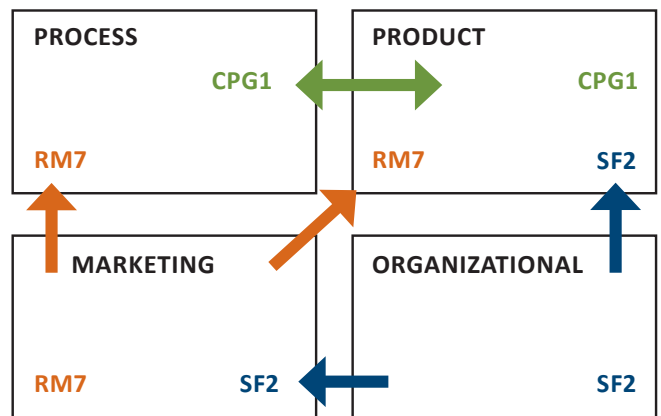 PROCESS
CPG1
RM7
PRODUCT
CPG1
RM7 SF2
MARKETING
RM7 SF2
ORGANIZATIONAL
SF2